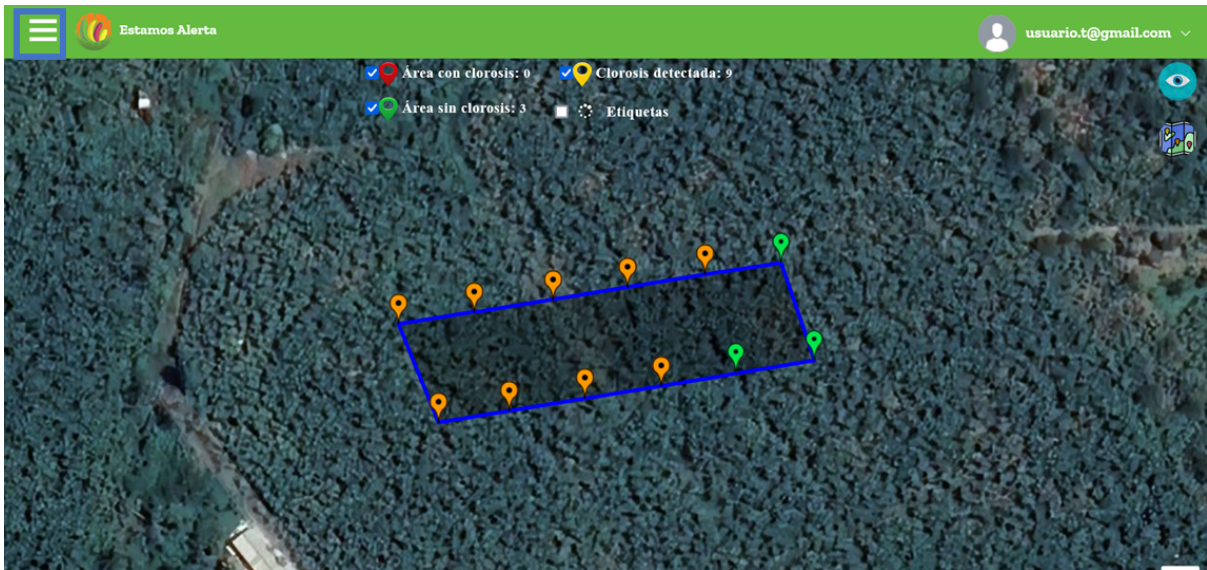 Estamos Alerta
usuario.t@gmail.com
Área con clorosis: 0
Clorosis detectada: 9
Área sin clorosis: 3
Etiquetas